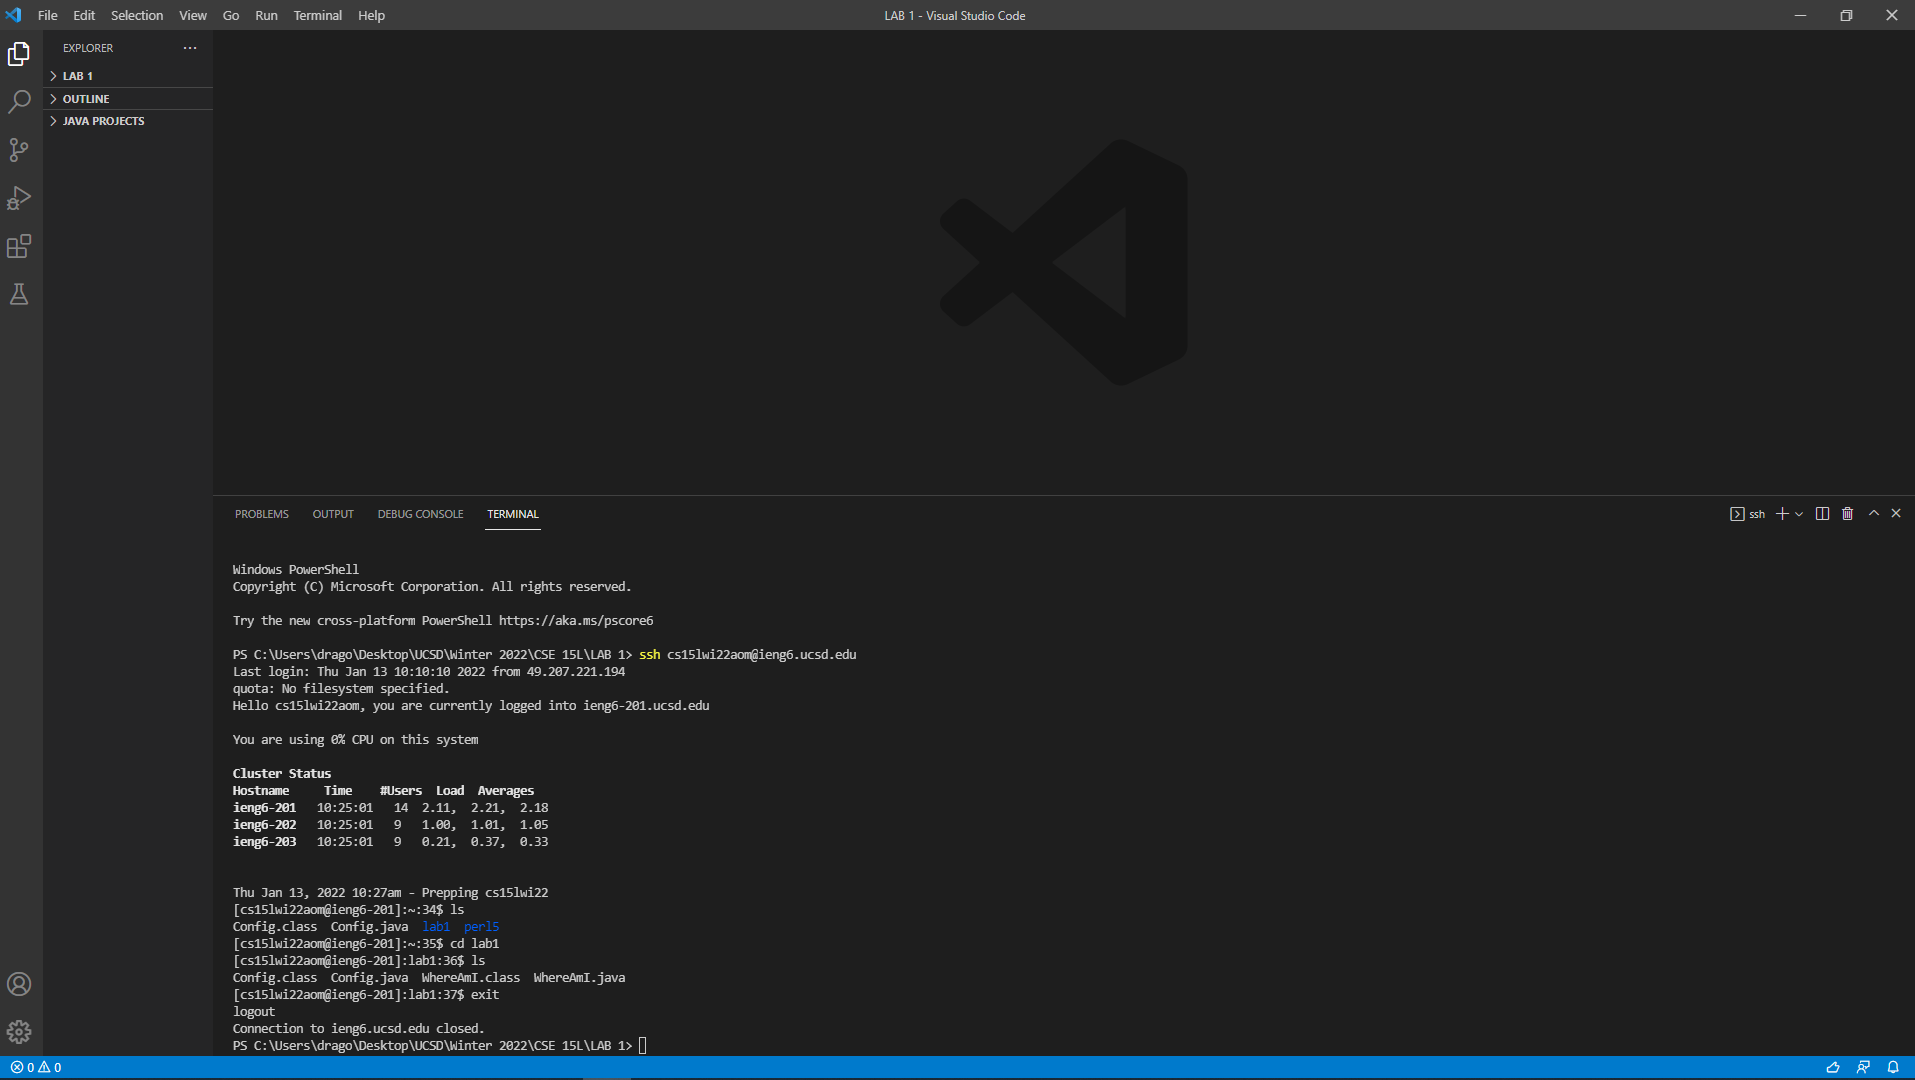 File Edit Selection View Go Run Terminal Help
LAB 1 - Visual Studio Code
EXPLORER
LAB 1
OUTLINE
JAVA PROJECTS
PROBLEMS OUTPUT DEBUG CONSOLE TERMINAL
ssh
Windows PowerShell
Copyright (C) Microsoft Corporation. All rights reserved.
Try the new cross-platform PowerShell https://aka.ms/pscore6
PS C:\Users\drago\Desktop\UCSD\Winter 2022\CSE 15L\LAB 1> ssh cs15lwi22aom@ieng6.ucsd.edu
Last login: Thu Jan 13 10:10:10 2022 from 49.207.221.194
quota: No filesystem specified.
Hello cs15lwi22aom, you are currently logged into ieng6-201.ucsd.edu
You are using 0% CPU on this system
Cluster Status
Hostname     Time    #Users  Load  Averages
ieng6-201   10:25:01   14  2.11,  2.21,  2.18
ieng6-202   10:25:01   9   1.00,  1.01,  1.05
ieng6-203   10:25:01   9   0.21,  0.37,  0.33
Thu Jan 13, 2022 10:27am - Prepping cs15lwi22
[cs15lwi22aom@ieng6-201]:~:34$ ls
Config.class  Config.java  lab1  perl5
[cs15lwi22aom@ieng6-201]:~:35$ cd lab1
[cs15lwi22aom@ieng6-201]:lab1:36$ ls
Config.class  Config.java  WhereAmI.class  WhereAmI.java
[cs15lwi22aom@ieng6-201]:lab1:37$ exit
logout
Connection to ieng6.ucsd.edu closed.
PS C:\Users\drago\Desktop\UCSD\Winter 2022\CSE 15L\LAB 1>
0 0